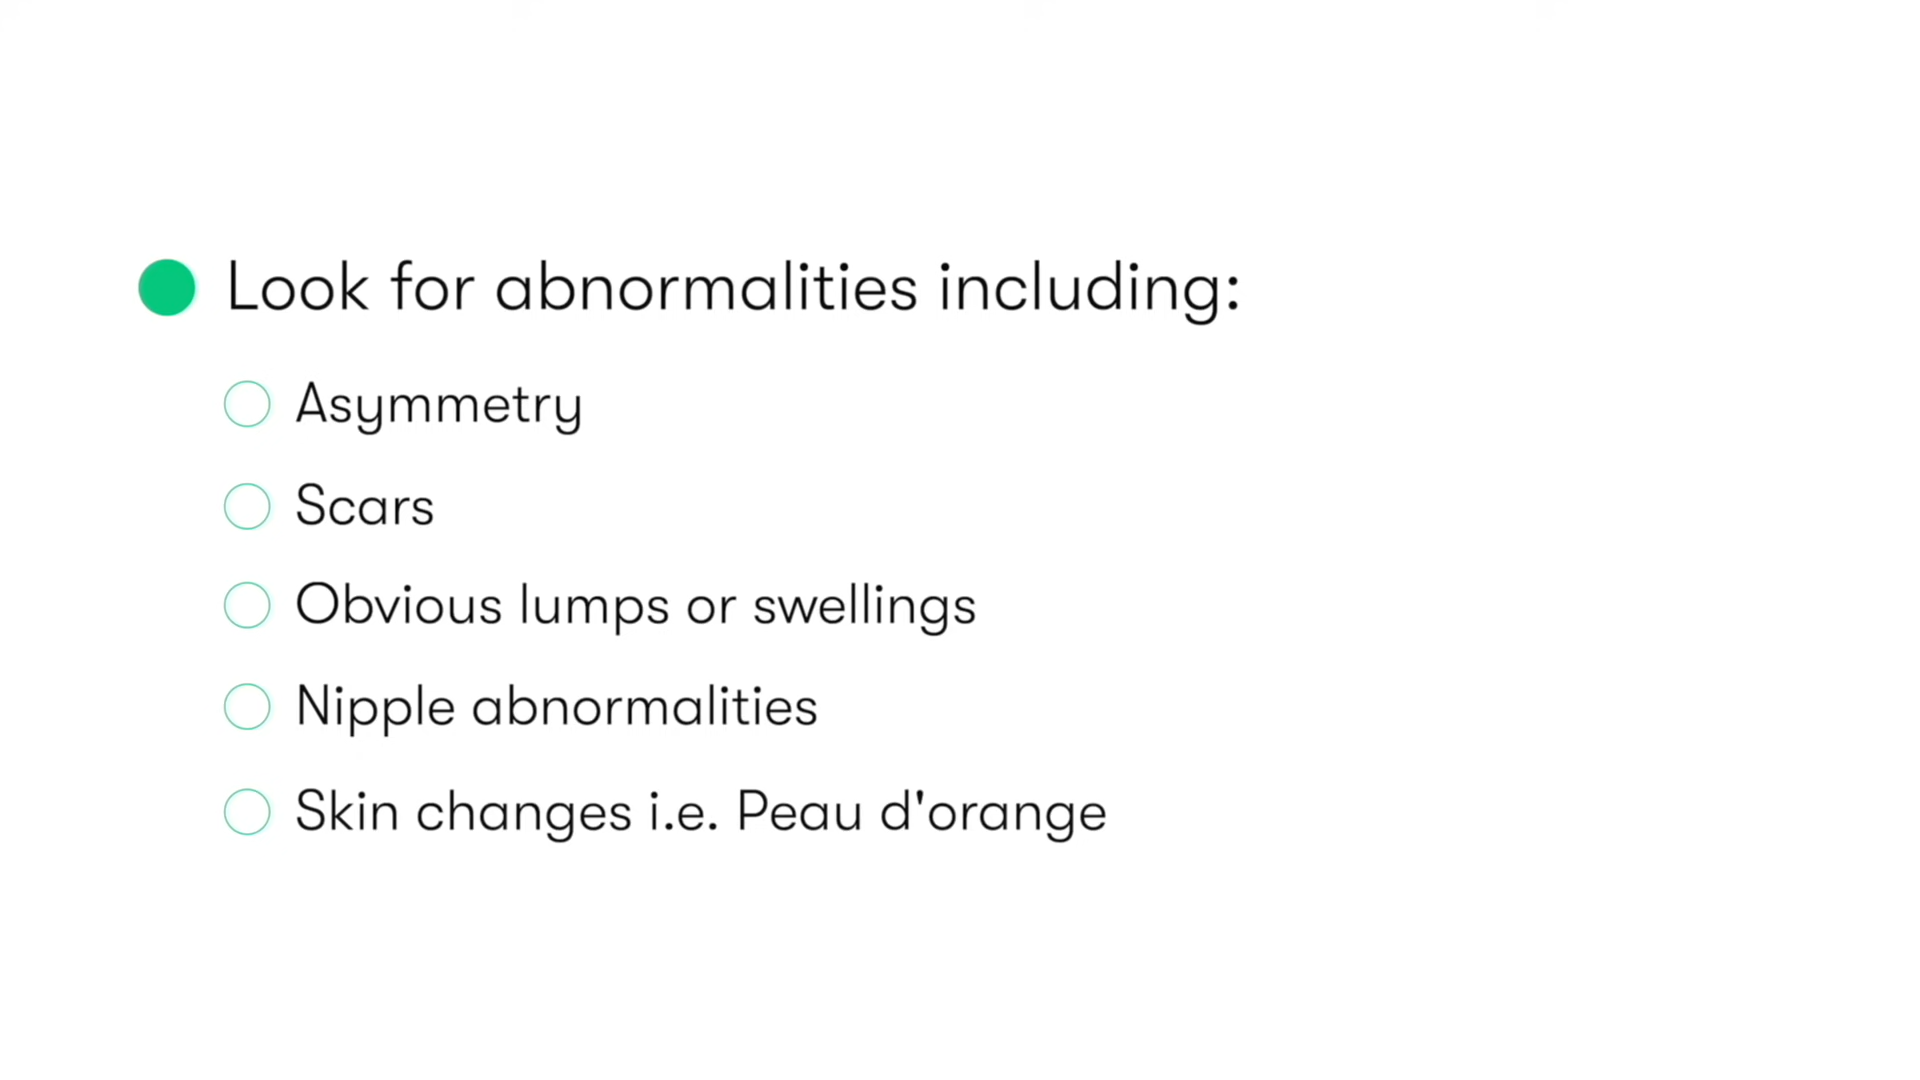 Look for abnormalities including:
Asymmetry
Scars
Obvious lumps or swellings
Nipple abnormalities
Skin changes i.e. Peau d'orange